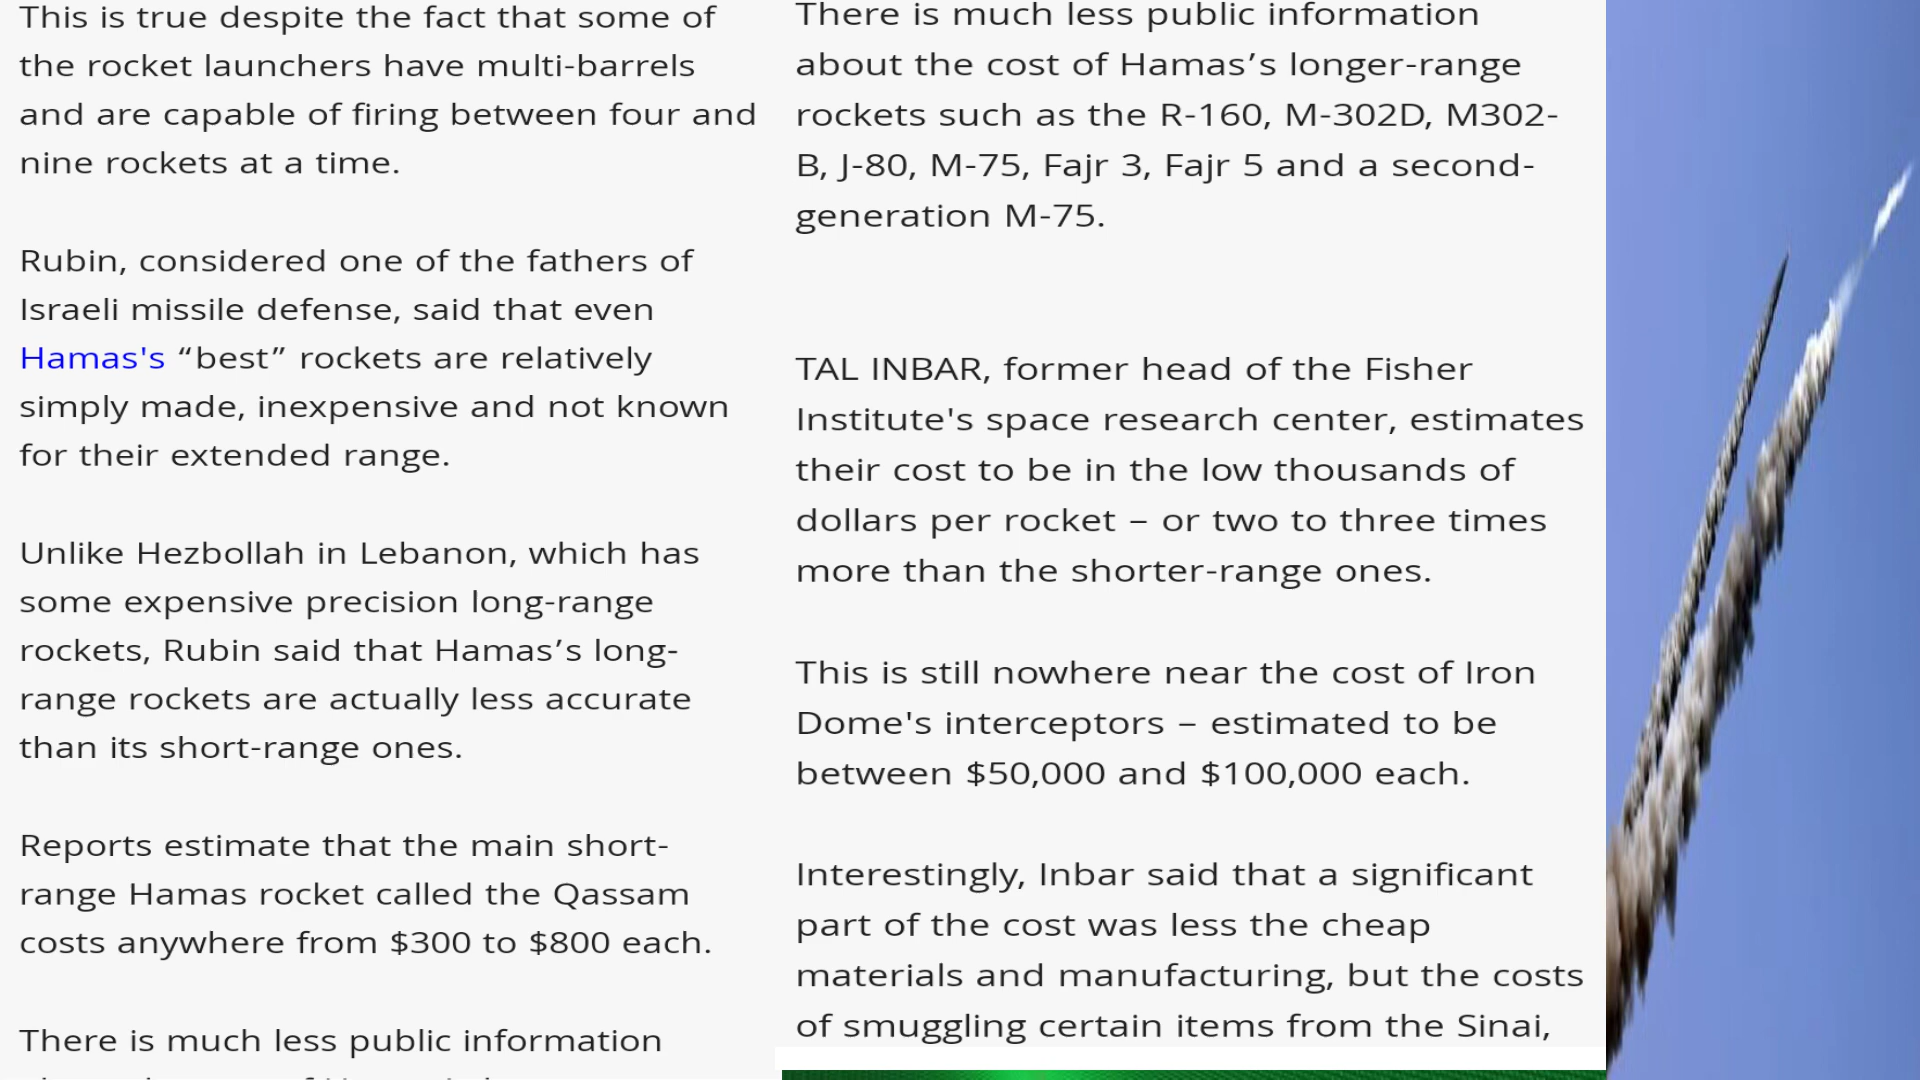 This is true despite the fact that some of
the rocket launchers have multi-barrels
and are capable of firing between four and
nine rockets at a time.
Rubin, considered one of the fathers of
Israeli missile defense, said that even
Hamas's “best” rockets are relatively
simply made, inexpensive and not known
for their extended range.
Unlike Hezbollah in Lebanon, which has
some expensive precision long-range
rockets, Rubin said that Hamas’s long-
range rockets are actually less accurate
than its short-range ones.
Reports estimate that the main short-
range Hamas rocket called the Qassam
costs anywhere from $300 to $800 each.
There is much less public information
There is much less public information
about the cost of Hamas’s longer-range
rockets such as the R-160, M-302D, M302-
B, J-80, M-75, Fajr 3, Fajr 5 and a second-
generation M-75.
TAL INBAR, former head of the Fisher
Institute's space research center, estimates
their cost to be in the low thousands of
dollars per rocket – or two to three times
more than the shorter-range ones.
This is still nowhere near the cost of Iron
Dome's interceptors – estimated to be
between $50,000 and $100,000 each.
Interestingly, Inbar said that a significant
part of the cost was less the cheap
materials and manufacturing, but the costs
of smuggling certain items from the Sinai,